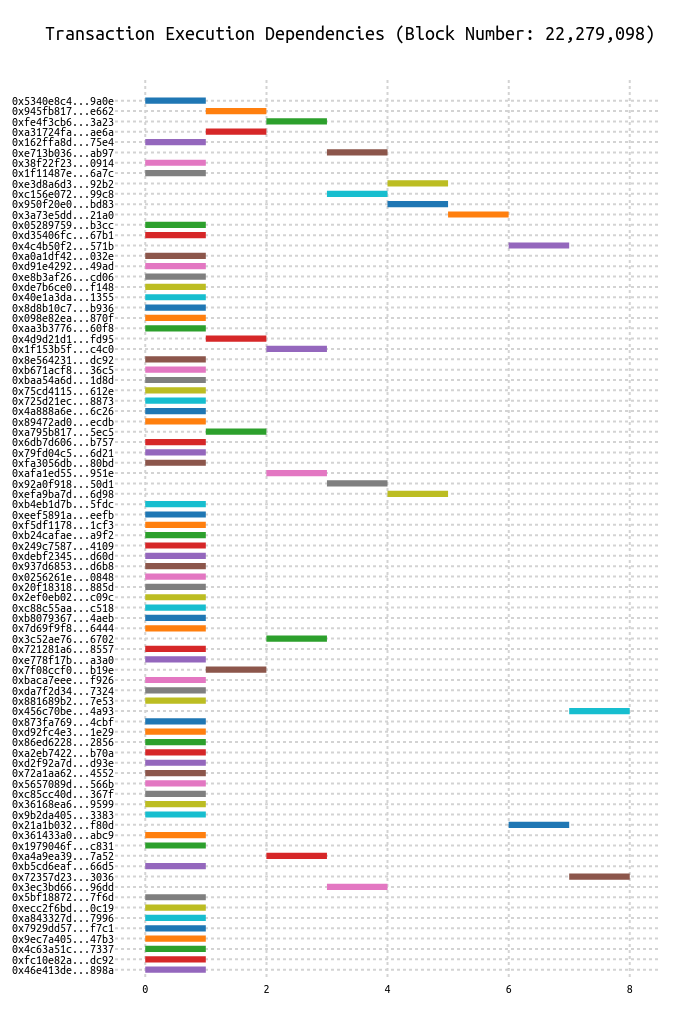 Transaction Execution Dependencies (Block Number: 22,279,098)
0x5340e8c4...9a0e
0x945fb817...e662
0xfe4f3cb6...3a23
0xa31724fa...ae6a
0x162ffa8d...75e4
0xe713b036...ab97
0x38f22f23...0914
0x1f11487e...6a7c
0xe3d8a6d3...92b2
0xc156e072...99c8
0x950f20e0...bd83
0x3a73e5dd...21a0
0x05289759...b3cc
0xd35406fc...67b1
0x4c4b50f2...571b
0xa0a1df42...032e
0xd91e4292...49ad
0xe8b3af26...cd06
0xde7b6ce0...f148
0x40e1a3da...1355
0x8d8b10c7...b936
0x098e82ea...870f
0xaa3b3776...60f8
0x4d9d21d1...fd95
0x1f153b5f...c4c0
0x8e564231...dc92
0xb671acf8...36c5
0xbaa54a6d...1d8d
0x75cd4115...612e
0x725d21ec...8873
0x4a888a6e...6c26
0x89472ad0...ecdb
0xa795b817...5ec5
0x6db7d606...b757
0x79fd04c5...6d21
0xfa3056db...80bd
0xafa1ed55...951e
0x92a0f918...50d1
0xefa9ba7d...6d98
0xb4eb1d7b...5fdc
0xeef5891a...eefb
0xf5df1178...1cf3
0xb24cafae...a9f2
0x249c7587...4109
0xdebf2345...d60d
0x937d6853...d6b8
0x0256261e...0848
0x20f18318...885d
0x2ef0eb02...c09c
0xc88c55aa...c518
0xb8079367...4aeb
0x7d69f9f8...6444
0x3c52ae76...6702
0x721281a6...8557
0xe778f17b...a3a0
0x7f08ccf0...b19e
0xbaca7eee...f926
0xda7f2d34...7324
0x881689b2...7e53
0x456c70be...4a93
0x873fa769...4cbf
0xd92fc4e3...1e29
0x86ed6228...2856
0xa2eb7422...b70a
0xd2f92a7d...d93e
0x72a1aa62...4552
0x5657089d...566b
0xc85cc40d...367f
0x36168ea6...9599
0x9b2da405...3383
0x21a1b032...f80d
0x361433a0...abc9
0x1979046f...c831
0xa4a9ea39...7a52
0xb5cd6eaf...66d5
0x72357d23...3036
0x3ec3bd66...96dd
0x5bf18872...7f6d
0xecc2f6bd...0c19
0xa843327d...7996
0x7929dd57...f7c1
0x9ec7a405...47b3
0x4c63a51c...7337
0xfc10e82a...dc92
0x46e413de...898a
0 2 4 6 8